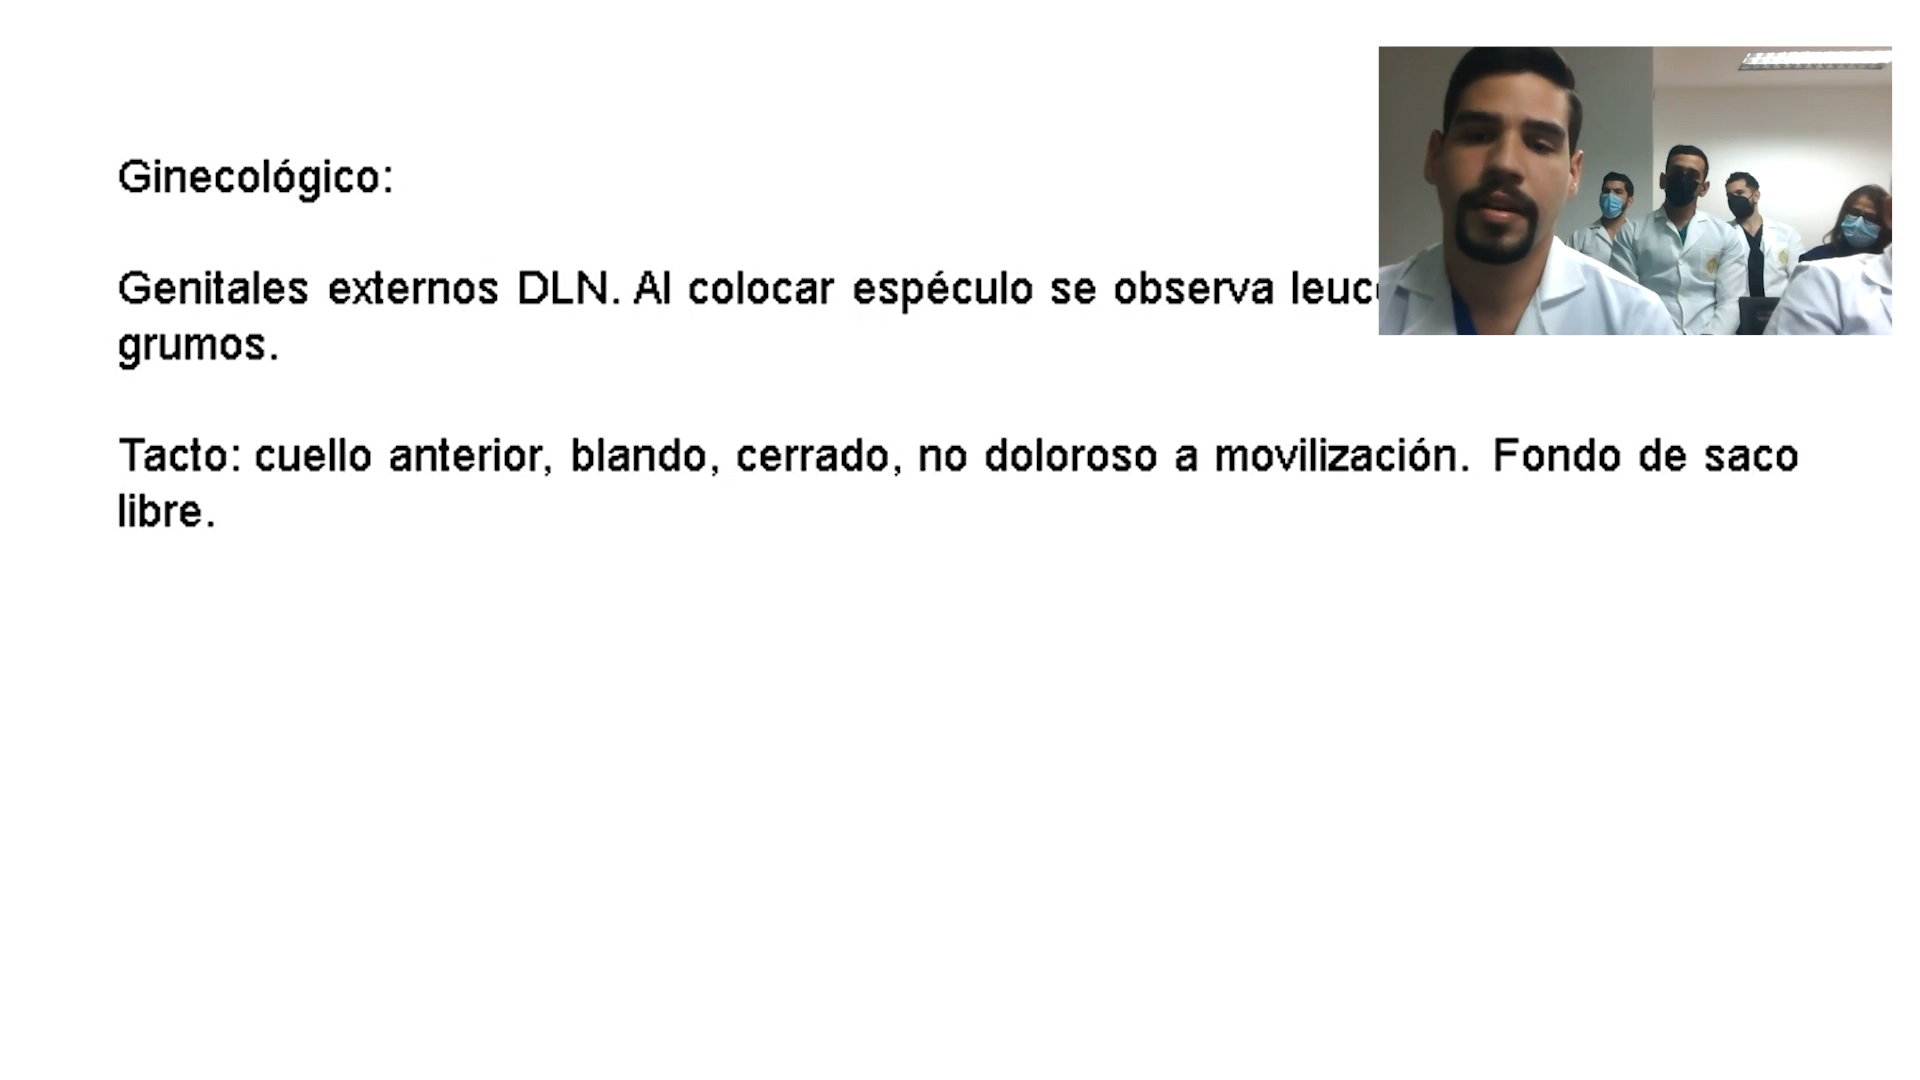 Ginecológico:
Genitales externos DLN. Al colocar espéculo se observa
grumos.
Tacto: cuello anterior, blando, cerrado, no doloroso a movilización. Fondo de saco
libre.